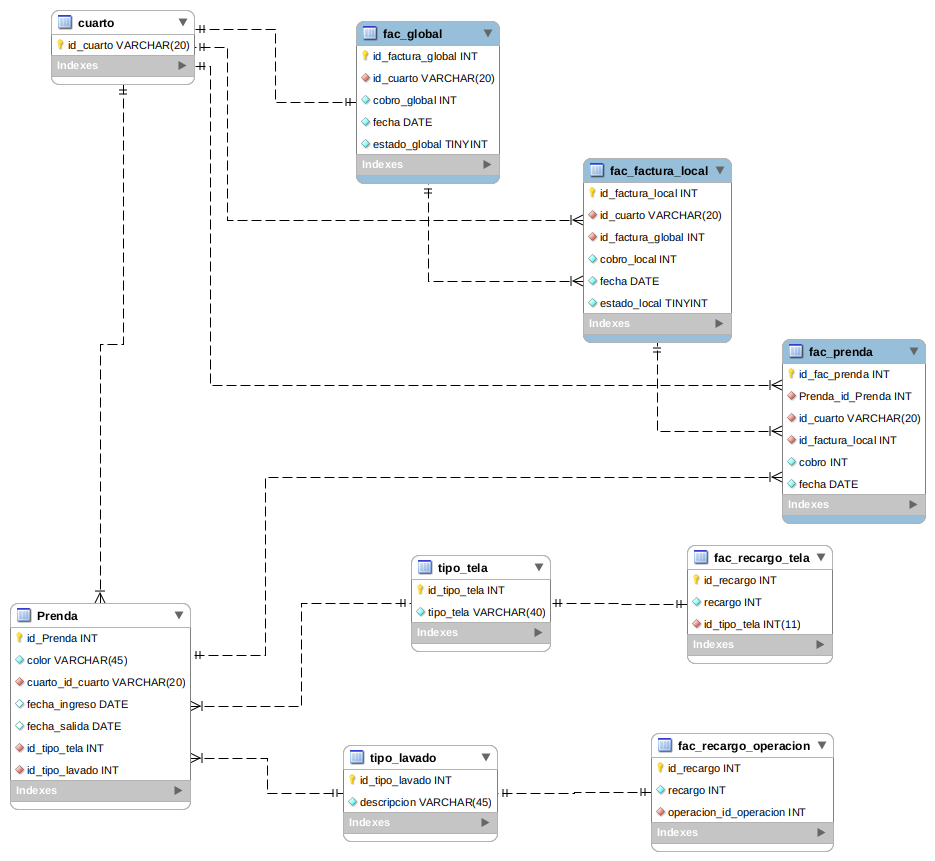 cuarto
id_cuarto VARCHAR(20)
Indexes
fac_global
id_factura_global INT
id_cuarto VARCHAR(20)
cobro_global INT
fecha DATE
estado_global TINYINT
Indexes
fac_factura_local
id_factura_local INT
id_cuarto VARCHAR(20)
id_factura_global INT
cobro_local INT
fecha DATE
estado_local TINYINT
Indexes
fac_prenda
id_fac_prenda INT
Prenda_id_Prenda INT
id_cuarto VARCHAR(20)
id_factura_local INT
cobro INT
fecha DATE
Indexes
tipo_tela
id_tipo_tela INT
tipo_tela VARCHAR(40)
Indexes
fac_recargo_tela
id_recargo INT
recargo INT
id_tipo_tela INT(11)
Indexes
Prenda
id_Prenda INT
color VARCHAR(45)
cuarto_id_cuarto VARCHAR(20)
fecha_ingreso DATE
fecha_salida DATE
id_tipo_tela INT
id_tipo_lavado INT
Indexes
tipo_lavado
id_tipo_lavado INT
descripcion VARCHAR(45)
Indexes
fac_recargo_operacion
id_recargo INT
recargo INT
operacion_id_operacion INT
Indexes